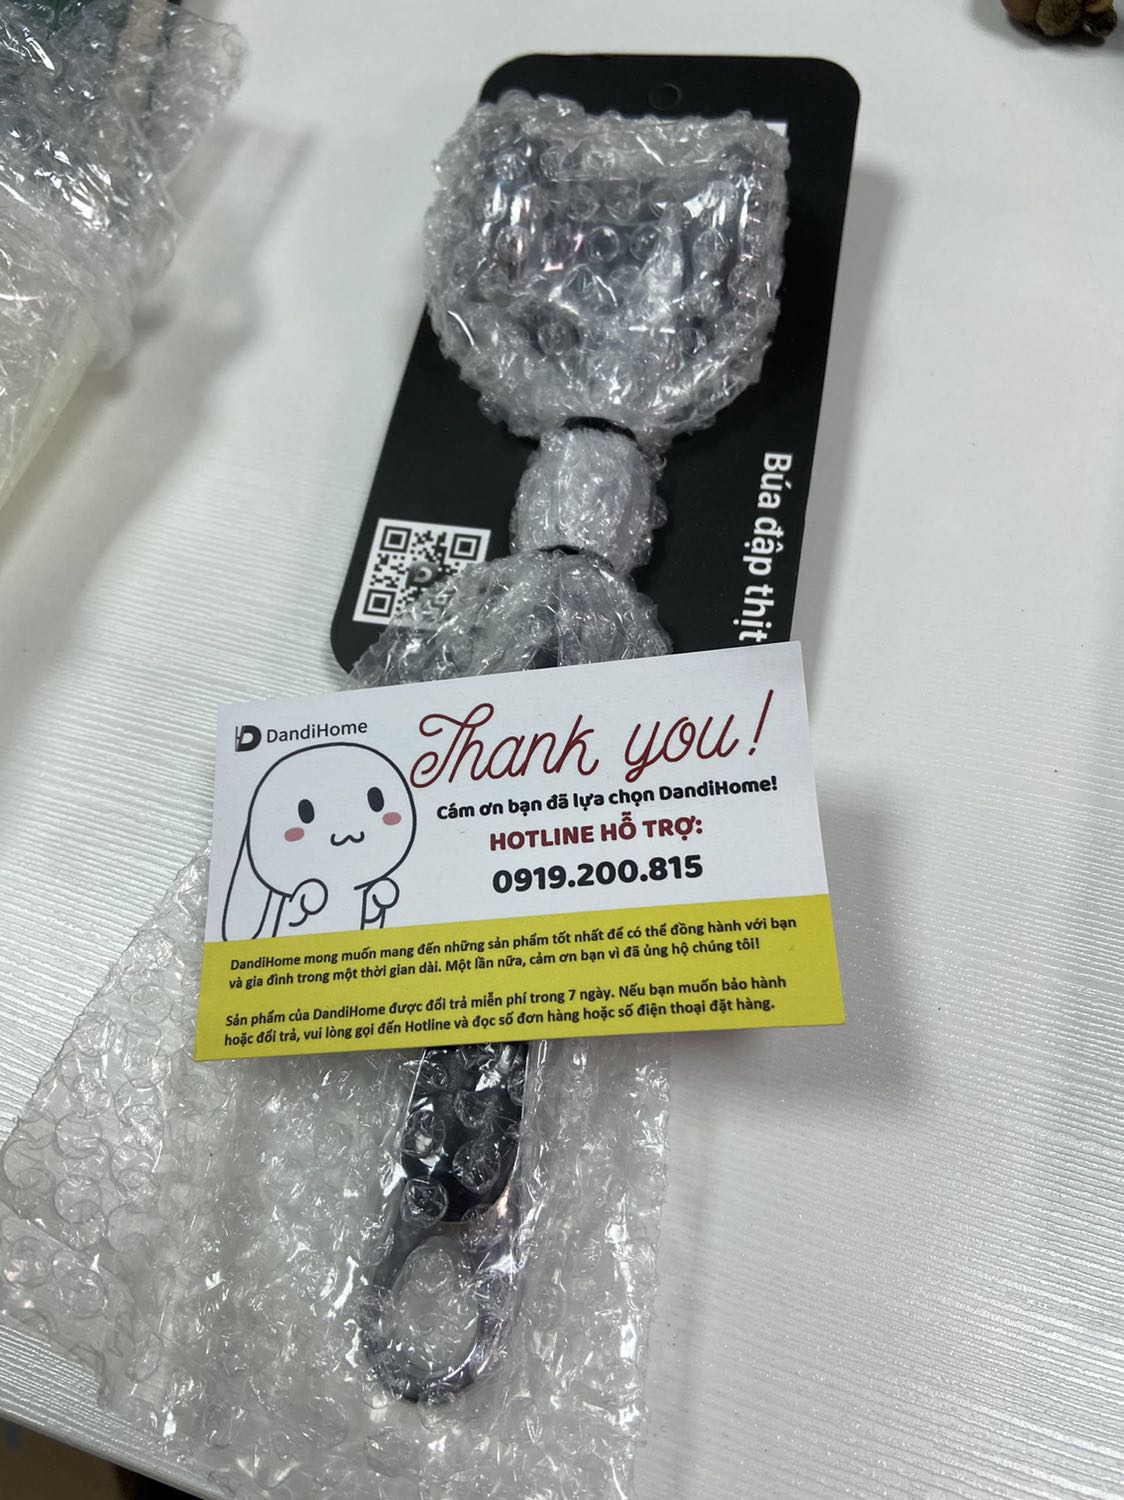 Búa đập thịt
DandiHome
Thank you!
Cám ơn bạn đã lựa chọn DandiHome!
HOTLINE HỖ TRỢ:
0919.200.815
DandiHome mong muốn mang đến những sản phẩm tốt nhất để có thể đồng hành với bạn
và gia đình trong một thời gian dài. Một lần nữa, cảm ơn bạn vì đã ủng hộ chúng tôi!
Sản phẩm của DandiHome được đổi trả miễn phí trong 7 ngày. Nếu bạn muốn bảo hành
hoặc đổi trả, vui lòng gọi đến Hotline và đọc số đơn hàng hoặc số điện thoại đặt hàng.